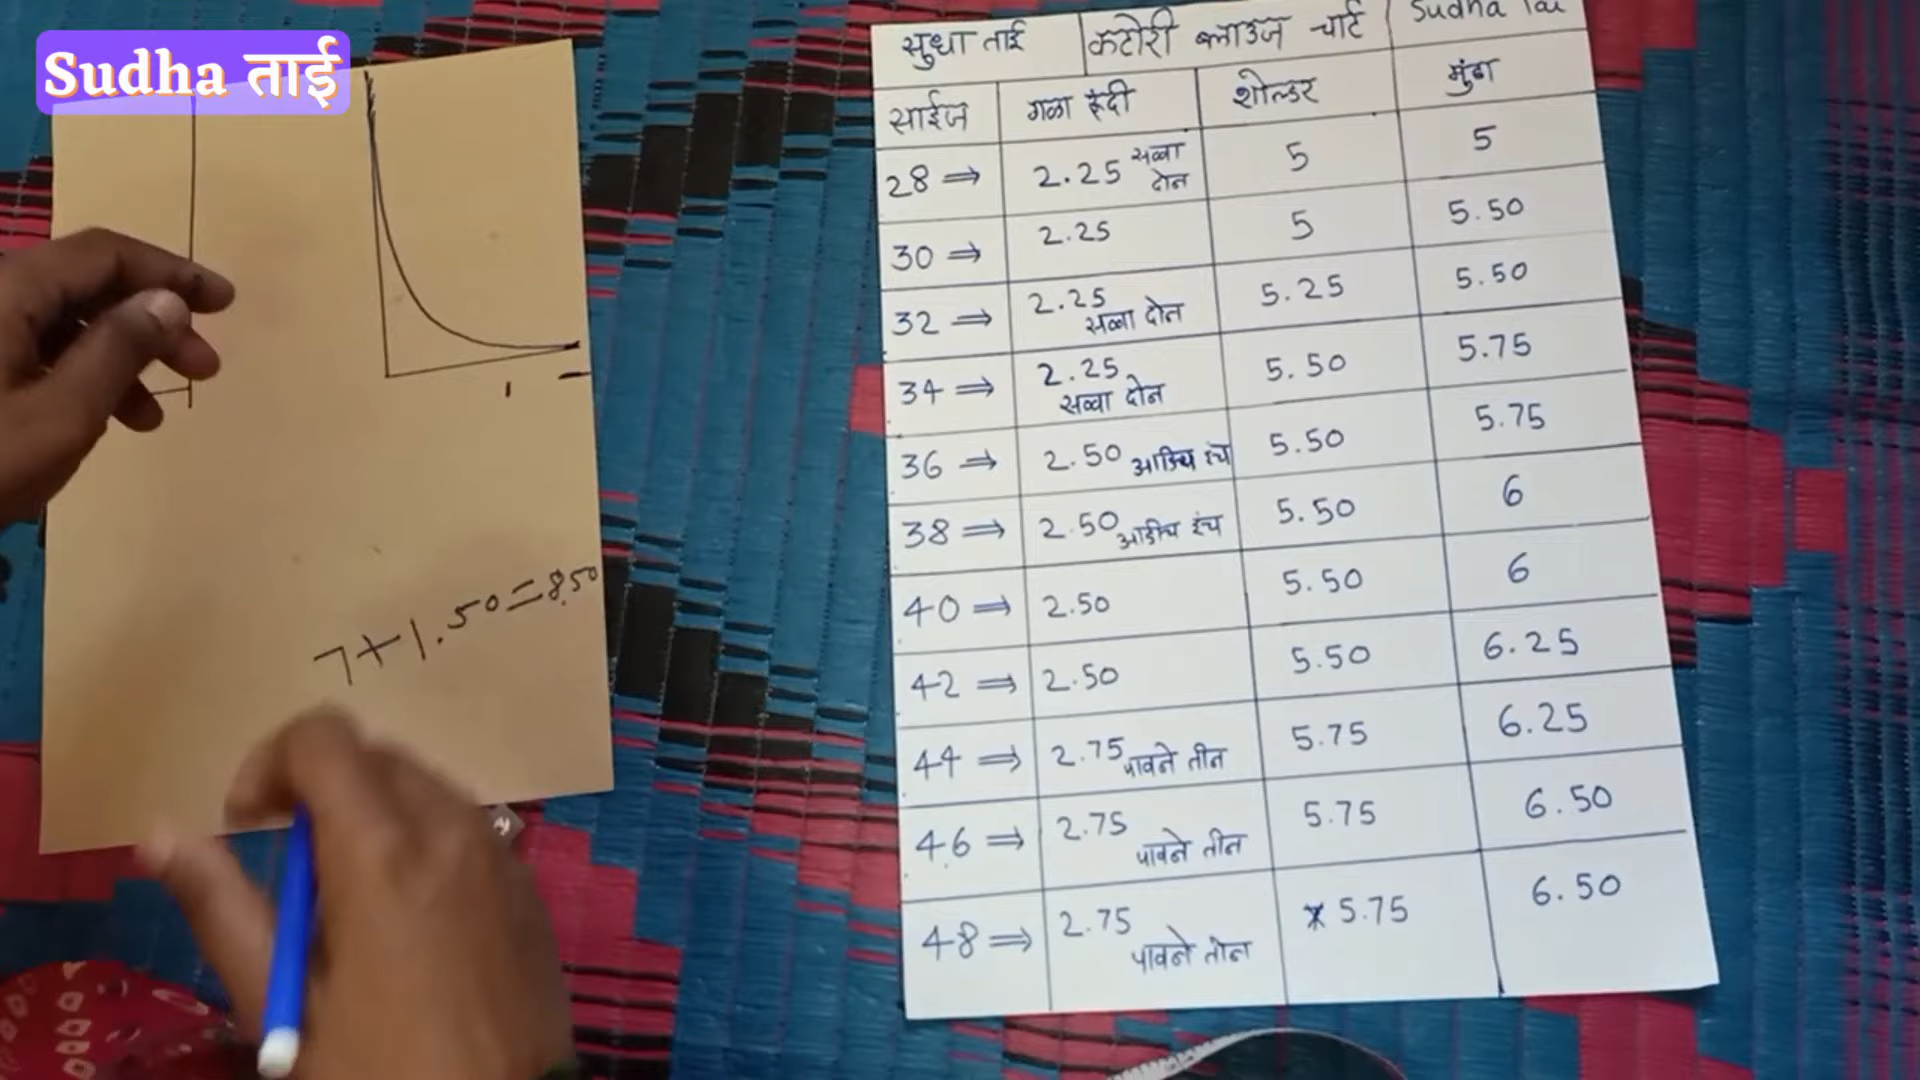 Sudha ताई
7+1.50=8.50
सुधा ताई कटोरी ब्लाउज चार्ट Sudha Tai
साईज गळा रुंदी शोल्डर मुंढा
28 ⇒ 2.25 सव्वा दोन 5 5
30 ⇒ 2.25 5 5.50
32 ⇒ 2.25 सव्वा दोन 5.25 5.50
34 ⇒ 2.25 सव्वा दोन 5.50 5.75
36 ⇒ 2.50 आडिच इंच 5.50 5.75
38 ⇒ 2.50 आडीच इंच 5.50 6
40 ⇒ 2.50 5.50 6
42 ⇒ 2.50 5.50 6.25
44 ⇒ 2.75 पावने तीन 5.75 6.25
46 ⇒ 2.75 पावने तीन 5.75 6.50
48 ⇒ 2.75 पावने तीन 5.75 6.50